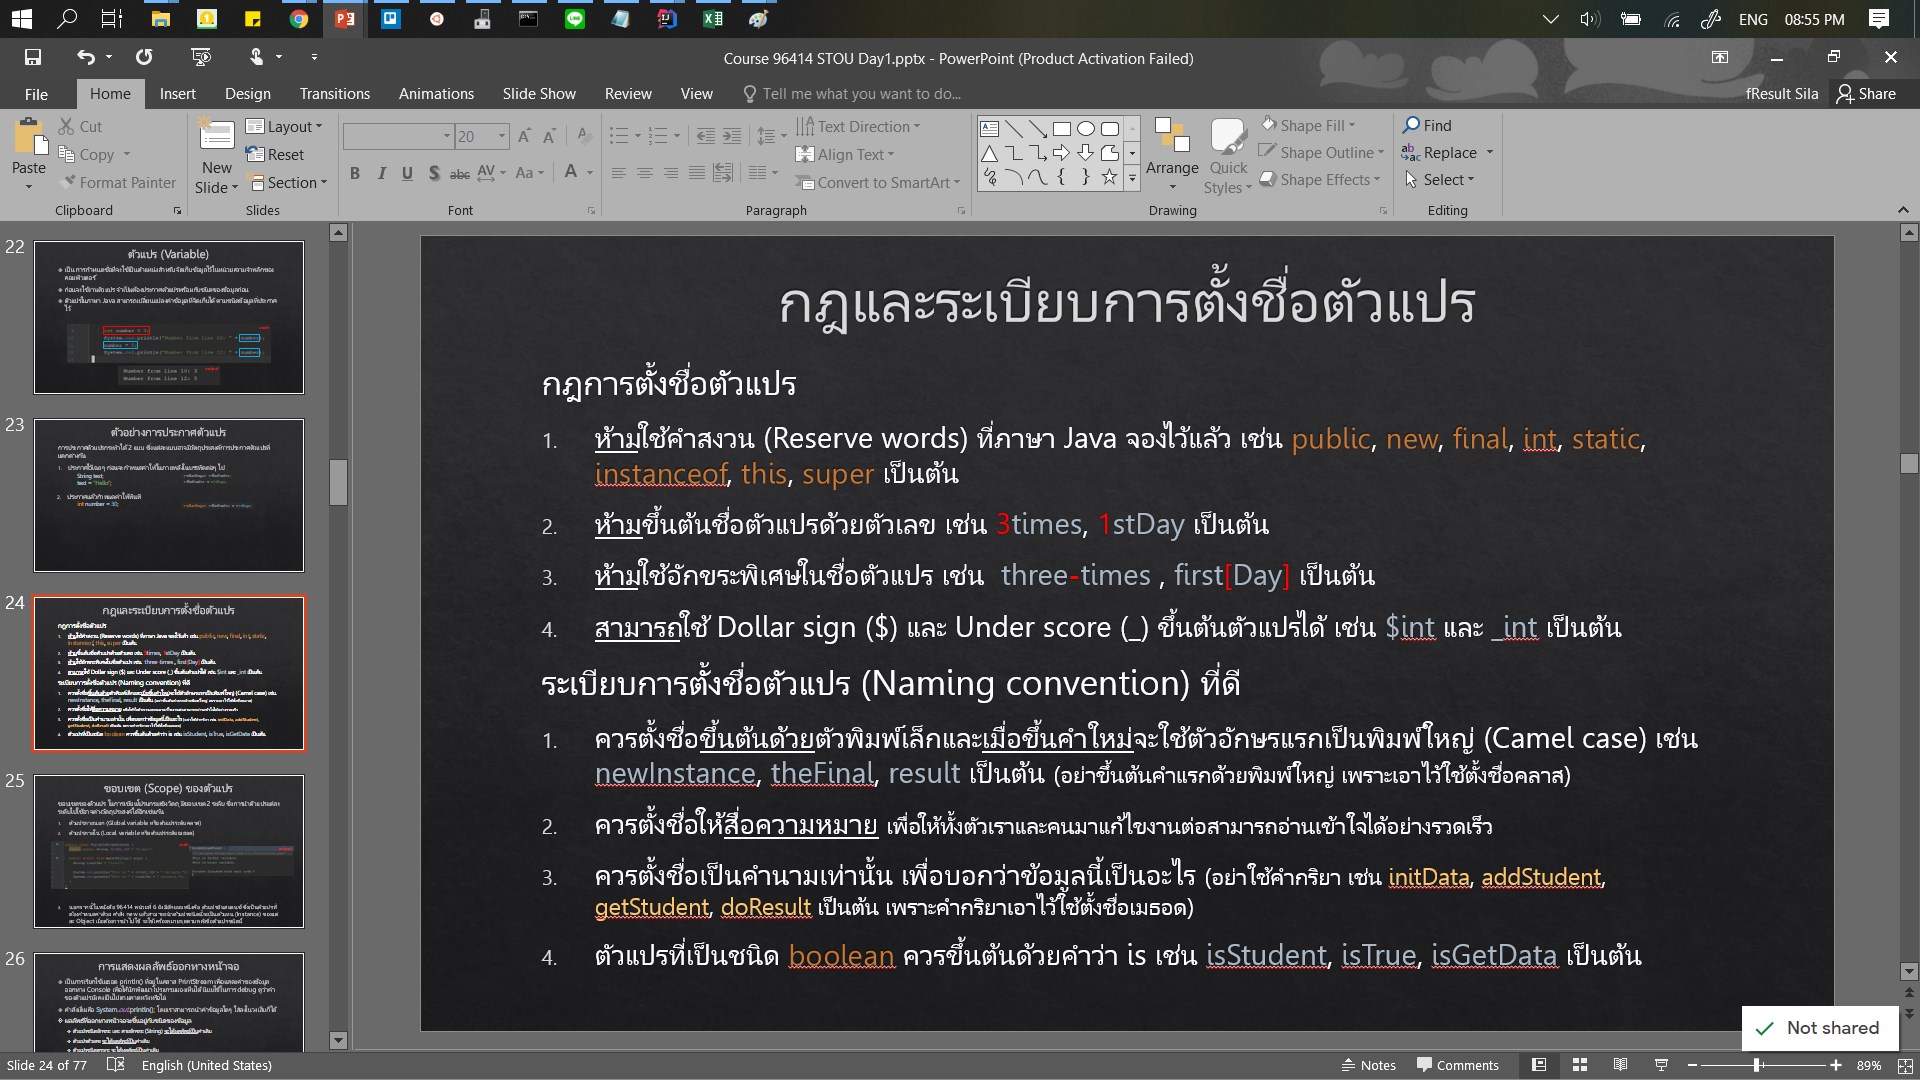 ENG 08:55 PM
Course 96414 STOU Day1.pptx - PowerPoint (Product Activation Failed)
File Home Insert Design Transitions Animations Slide Show Review View Tell me what you want to do... fResult Sila Share
Paste Cut Copy Format Painter
Clipboard
New Slide Layout Reset Section
Slides
20
B I U S abc AV Aa A
Font
Text Direction
Align Text
Convert to SmartArt
Paragraph
Arrange Quick Styles
Shape Fill
Shape Outline
Shape Effects
Drawing
Find
Replace
Select
Editing
22
ตัวแปร (Variable)
23
ตัวอย่างการประกาศตัวแปร
String text;
text = "Hello";
int number = 30;
24
กฎและระเบียบการตั้งชื่อตัวแปร
25
ขอบเขต (Scope) ของตัวแปร
26
การแสดงผลลัพธ์ออกทางหน้าจอ
กฎและระเบียบการตั้งชื่อตัวแปร
กฎการตั้งชื่อตัวแปร
1. ห้ามใช้คำสงวน (Reserve words) ที่ภาษา Java จองไว้แล้ว เช่น public, new, final, int, static,
instanceof, this, super เป็นต้น
2. ห้ามขึ้นต้นชื่อตัวแปรด้วยตัวเลข เช่น 3times, 1stDay เป็นต้น
3. ห้ามใช้อักขระพิเศษในชื่อตัวแปร เช่น three-times , first[Day] เป็นต้น
4. สามารถใช้ Dollar sign ($) และ Under score (_) ขึ้นต้นตัวแปรได้ เช่น $int และ _int เป็นต้น
ระเบียบการตั้งชื่อตัวแปร (Naming convention) ที่ดี
1. ควรตั้งชื่อขึ้นต้นด้วยตัวพิมพ์เล็กและเมื่อขึ้นคำใหม่จะใช้ตัวอักษรแรกเป็นพิมพ์ใหญ่ (Camel case) เช่น
newInstance, theFinal, result เป็นต้น (อย่าขึ้นต้นคำแรกด้วยพิมพ์ใหญ่ เพราะเอาไว้ใช้ตั้งชื่อคลาส)
2. ควรตั้งชื่อให้สื่อความหมาย เพื่อให้ทั้งตัวเราและคนมาแก้ไขงานต่อสามารถอ่านเข้าใจได้อย่างรวดเร็ว
3. ควรตั้งชื่อเป็นคำนามเท่านั้น เพื่อบอกว่าข้อมูลนี้เป็นอะไร (อย่าใช้คำกริยา เช่น initData, addStudent,
getStudent, doResult เป็นต้น เพราะคำกริยาเอาไว้ใช้ตั้งชื่อเมธอด)
4. ตัวแปรที่เป็นชนิด boolean ควรขึ้นต้นด้วยคำว่า is เช่น isStudent, isTrue, isGetData เป็นต้น
Not shared
Slide 24 of 77 English (United States) Notes Comments 89%